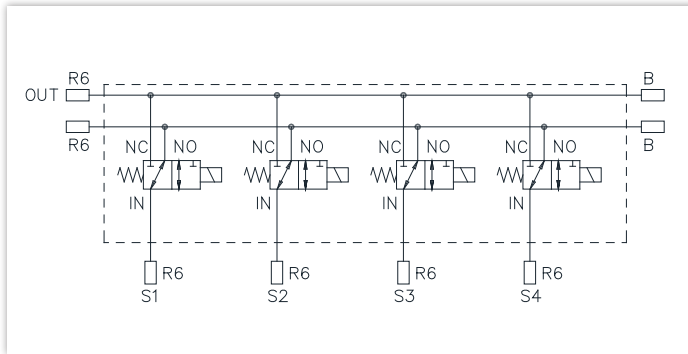 R6 B
OUT
R6 B
NC NO NC NO NC NO NC NO
IN IN IN IN
R6 R6 R6 R6
S1 S2 S3 S4